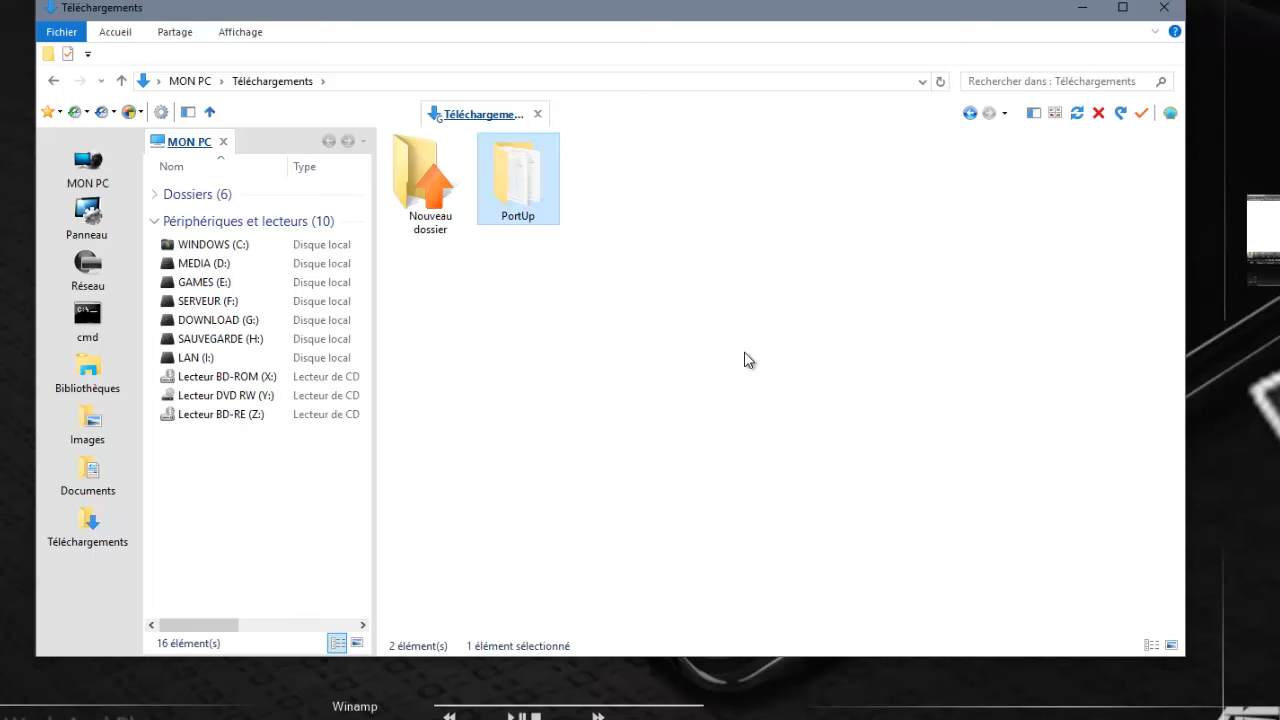 Téléchargements
Fichier
Accueil
Partage
Affichage
MON PC
Téléchargements
Rechercher dans : Téléchargements
Téléchargeme...
MON PC
Nom
Type
Dossiers (6)
Périphériques et lecteurs (10)
WINDOWS (C:) Disque local
MEDIA (D:) Disque local
GAMES (E:) Disque local
SERVEUR (F:) Disque local
DOWNLOAD (G:) Disque local
SAUVEGARDE (H:) Disque local
LAN (I:) Disque local
Lecteur BD-ROM (X:) Lecteur de CD
Lecteur DVD RW (Y:) Lecteur de CD
Lecteur BD-RE (Z:) Lecteur de CD
MON PC
Panneau
Réseau
C:\_
cmd
Bibliothèques
Images
Documents
Téléchargements
Nouveau
dossier
PortUp
16 élément(s)
2 élément(s)
1 élément sélectionné
Winamp